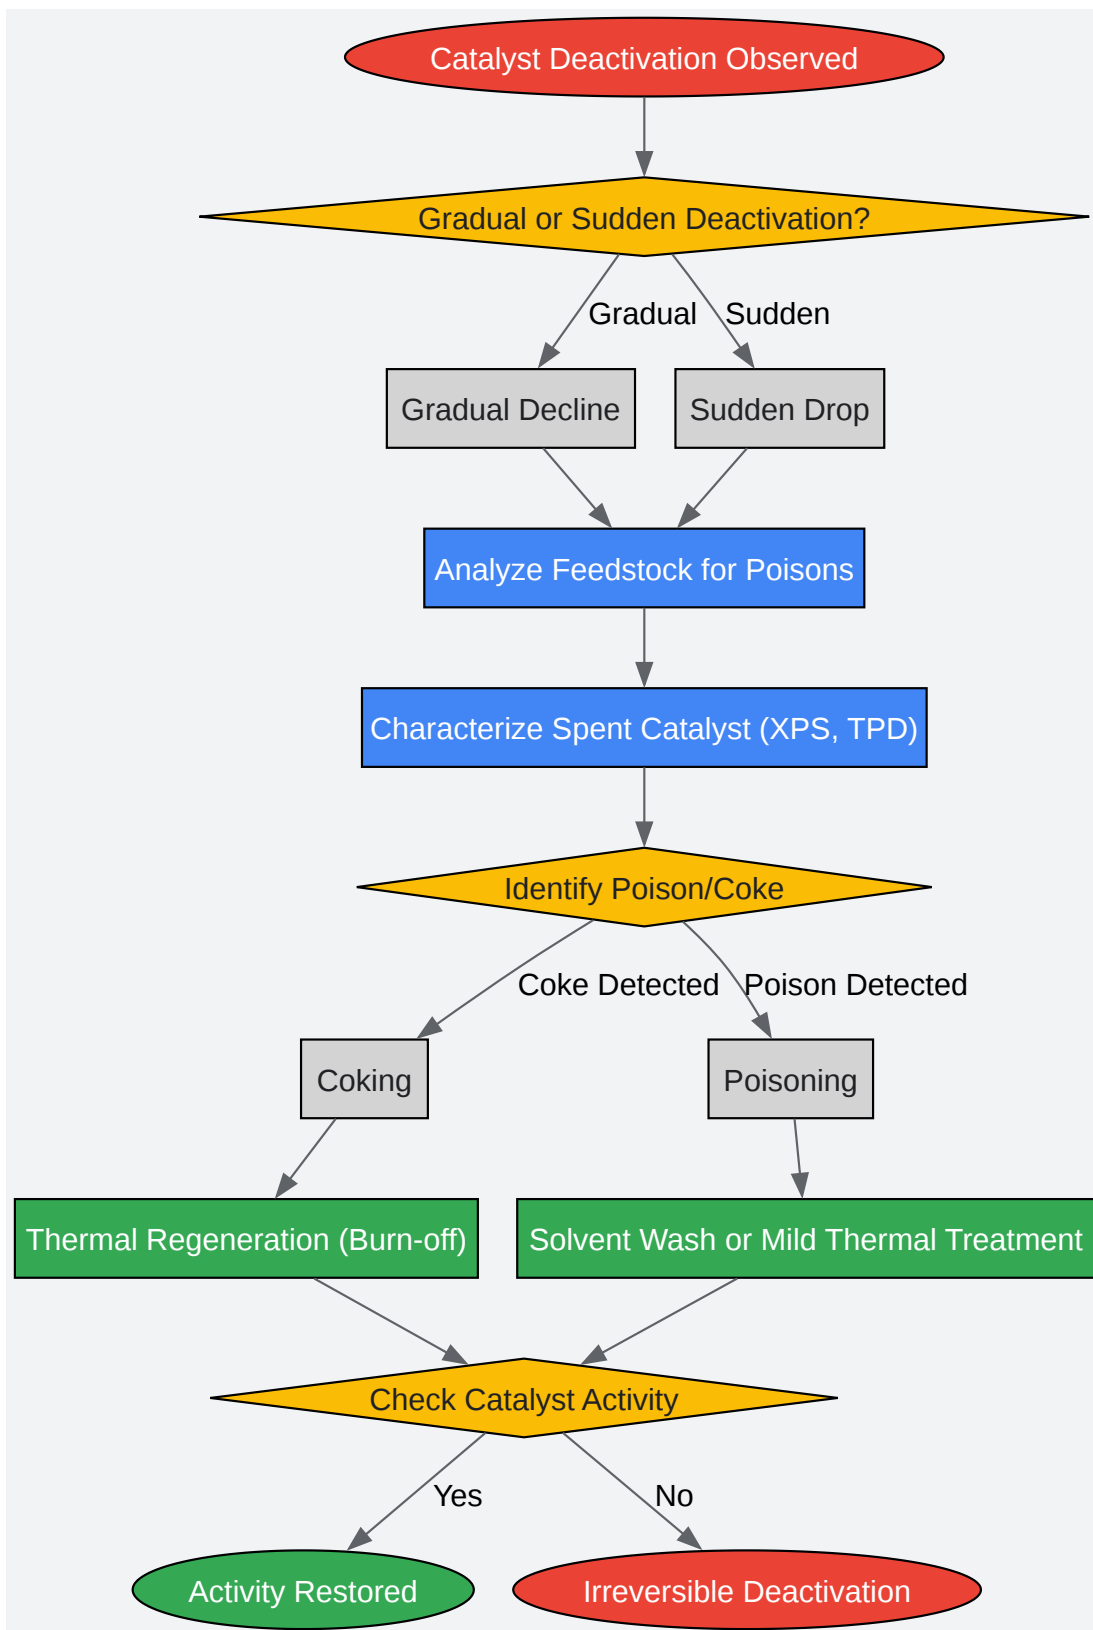 Catalyst Deactivation Observed
Gradual or Sudden Deactivation?
Gradual
Sudden
Gradual Decline
Sudden Drop
Analyze Feedstock for Poisons
Characterize Spent Catalyst (XPS, TPD)
Identify Poison/Coke
Coke Detected
Poison Detected
Coking
Poisoning
Thermal Regeneration (Burn-off)
Solvent Wash or Mild Thermal Treatment
Check Catalyst Activity
Yes
No
Activity Restored
Irreversible Deactivation